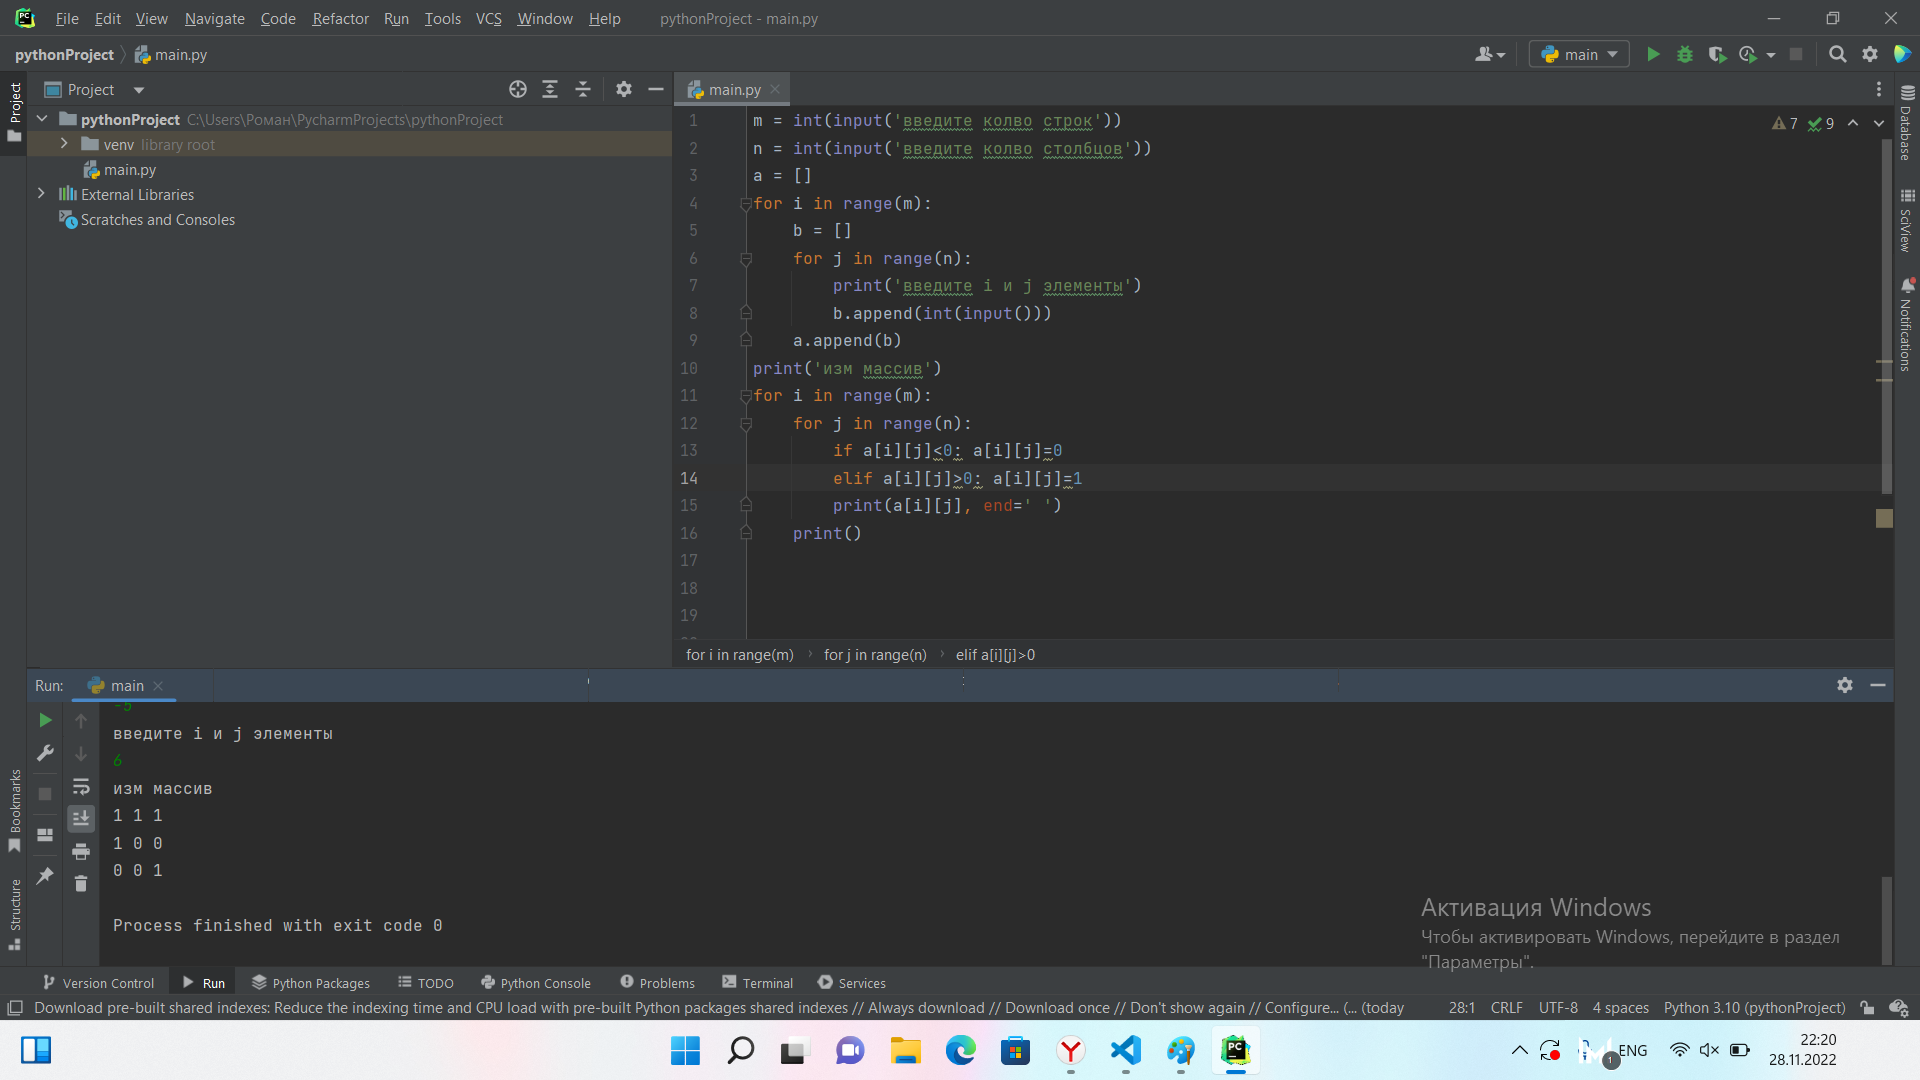 File Edit View Navigate Code Refactor Run Tools VCS Window Help pythonProject - main.py
pythonProject main.py
main
Project
Project
main.py
pythonProject C:\Users\Роман\PycharmProjects\pythonProject
venv library root
main.py
External Libraries
Scratches and Consoles
7 9
1 m = int(input('введите колво строк'))
2 n = int(input('введите колво столбцов'))
3 a = []
4 for i in range(m):
5 b = []
6 for j in range(n):
7 print('введите i и j элементы')
8 b.append(int(input()))
9 a.append(b)
10 print('изм массив')
11 for i in range(m):
12 for j in range(n):
13 if a[i][j]<0: a[i][j]=0
14 elif a[i][j]>0: a[i][j]=1
15 print(a[i][j], end=' ')
16 print()
17
18
19
Database
SciView
Notifications
for i in range(m) for j in range(n) elif a[i][j]>0
Run: main
-5
введите i и j элементы
6
изм массив
1 1 1
1 0 0
0 0 1
Process finished with exit code 0
Bookmarks
Structure
Активация Windows
Чтобы активировать Windows, перейдите в раздел
"Параметры".
Version Control Run Python Packages TODO Python Console Problems Terminal Services
Download pre-built shared indexes: Reduce the indexing time and CPU load with pre-built Python packages shared indexes // Always download // Download once // Don't show again // Configure... (... (today 28:1 CRLF UTF-8 4 spaces Python 3.10 (pythonProject)
PC
1
ENG
22:20
28.11.2022